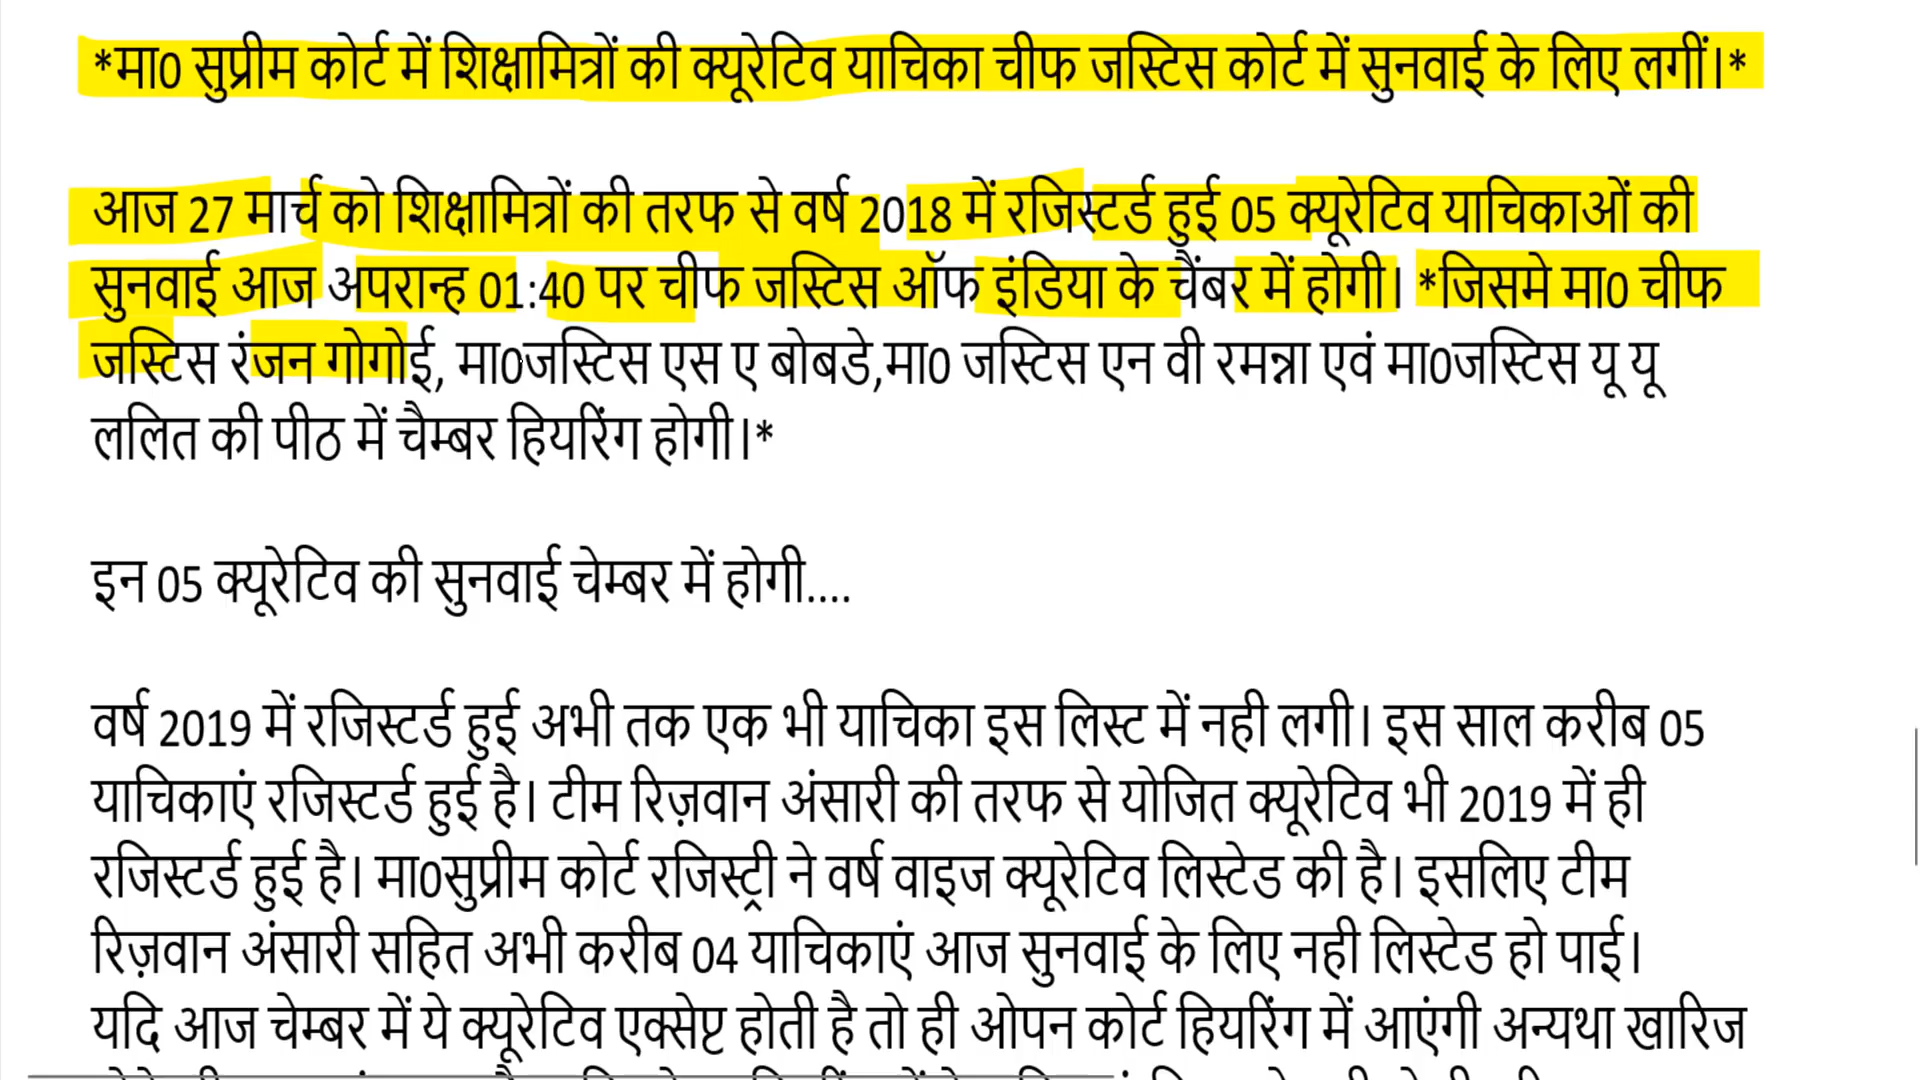 *मा0 सुप्रीम कोर्ट में शिक्षामित्रों की क्यूरेटिव याचिका चीफ जस्टिस कोर्ट में सुनवाई के लिए लगीं।*
आज 27 मार्च को शिक्षामित्रों की तरफ से वर्ष 2018 में रजिस्टर्ड हुई 05 क्यूरेटिव याचिकाओं की
सुनवाई आज अपरान्ह 01:40 पर चीफ जस्टिस ऑफ इंडिया के चैंबर में होगी। *जिसमे मा0 चीफ
जस्टिस रंजन गोगोई, मा0जस्टिस एस ए बोबडे,मा0 जस्टिस एन वी रमन्ना एवं मा0जस्टिस यू यू
ललित की पीठ में चैम्बर हियरिंग होगी।*
इन 05 क्यूरेटिव की सुनवाई चेम्बर में होगी....
वर्ष 2019 में रजिस्टर्ड हुई अभी तक एक भी याचिका इस लिस्ट में नही लगी। इस साल करीब 05
याचिकाएं रजिस्टर्ड हुई है। टीम रिज़वान अंसारी की तरफ से योजित क्यूरेटिव भी 2019 में ही
रजिस्टर्ड हुई है। मा0सुप्रीम कोर्ट रजिस्ट्री ने वर्ष वाइज क्यूरेटिव लिस्टेड की है। इसलिए टीम
रिज़वान अंसारी सहित अभी करीब 04 याचिकाएं आज सुनवाई के लिए नही लिस्टेड हो पाई।
यदि आज चेम्बर में ये क्यूरेटिव एक्सेप्ट होती है तो ही ओपन कोर्ट हियरिंग में आएंगी अन्यथा खारिज